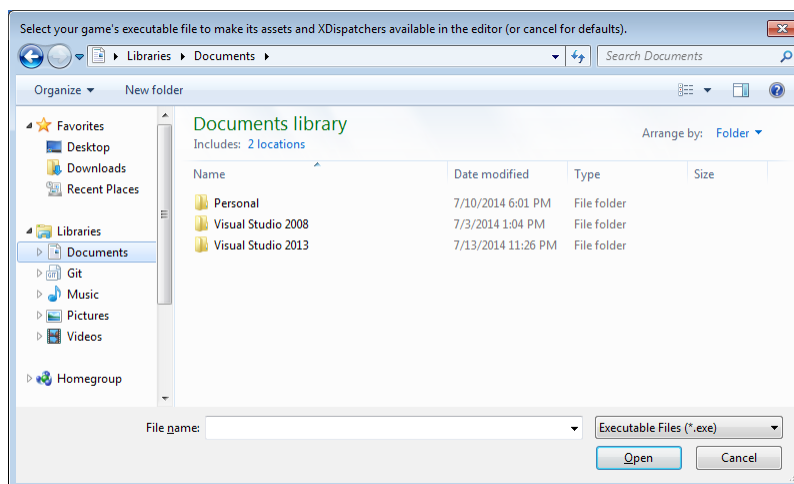 Select your game's executable file to make its assets and XDispatchers available in the editor (or cancel for defaults).
Libraries Documents Search Documents
Organize New folder
Favorites
Desktop
Downloads
Recent Places
Libraries
Documents
Git
Music
Pictures
Videos
Homegroup
Documents library
Includes: 2 locations
Arrange by: Folder
Name Date modified Type Size
Personal 7/10/2014 6:01 PM File folder
Visual Studio 2008 7/3/2014 1:04 PM File folder
Visual Studio 2013 7/13/2014 11:26 PM File folder
File name: Executable Files (*.exe)
Open Cancel